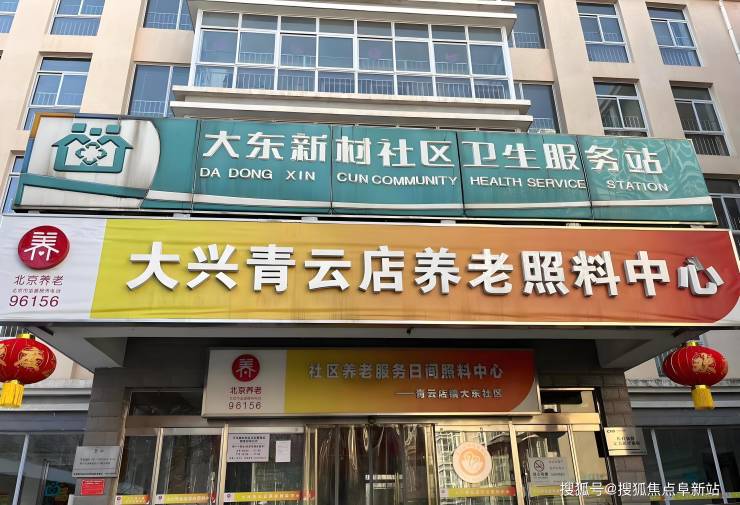 大东新材社区卫生服务站
DA DONG XIN CUN COMMUNITY HEALTH SERVICE STATION
养
北京养老
96156
大兴青云店养老照料中心
养
北京养老
96156
社区养老服务日间照料中心
——青云店镇大东社区
搜狐号@搜狐焦点阜新站